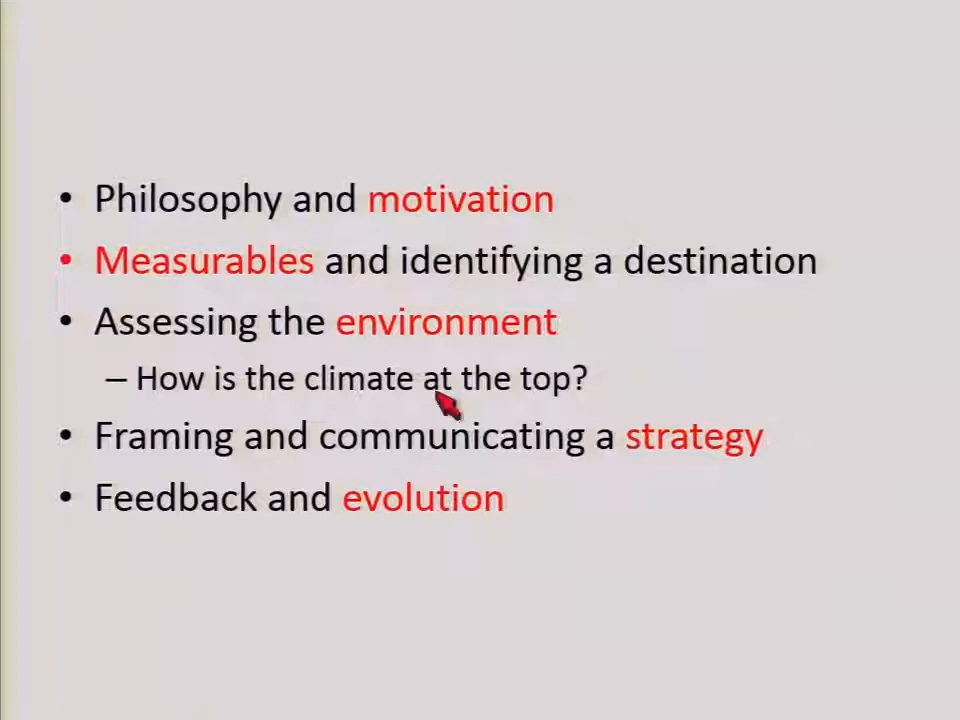 • Philosophy and motivation
• Measurables and identifying a destination
• Assessing the environment
– How is the climate at the top?
• Framing and communicating a strategy
• Feedback and evolution